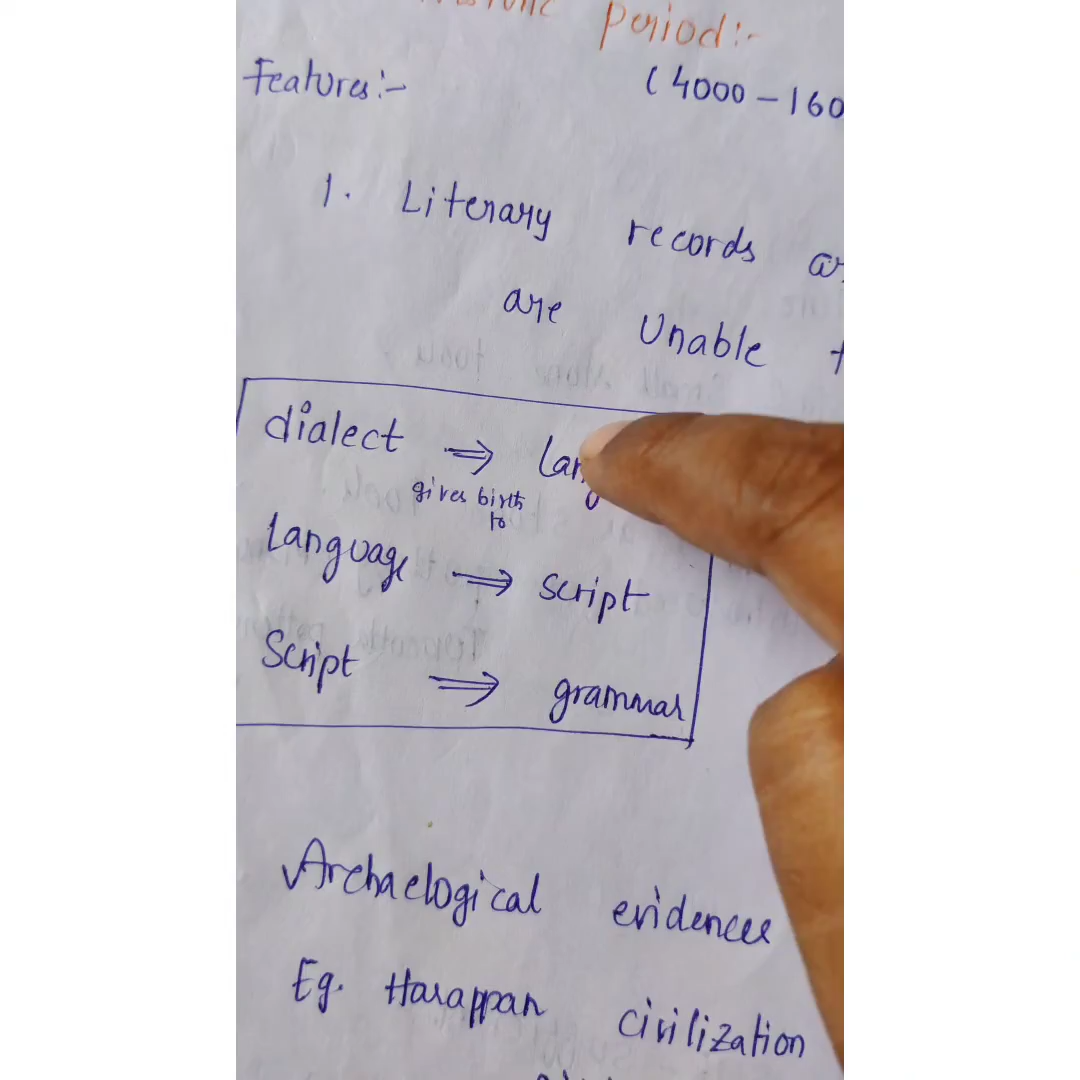 period:-
Features:-
(4000-160
1. Literary records
are Unable
dialect ⇒
gives birth
to
Language ⇒ script
Script ⇒ grammar
Archaelogical evidences
Eg. Harappan civilization